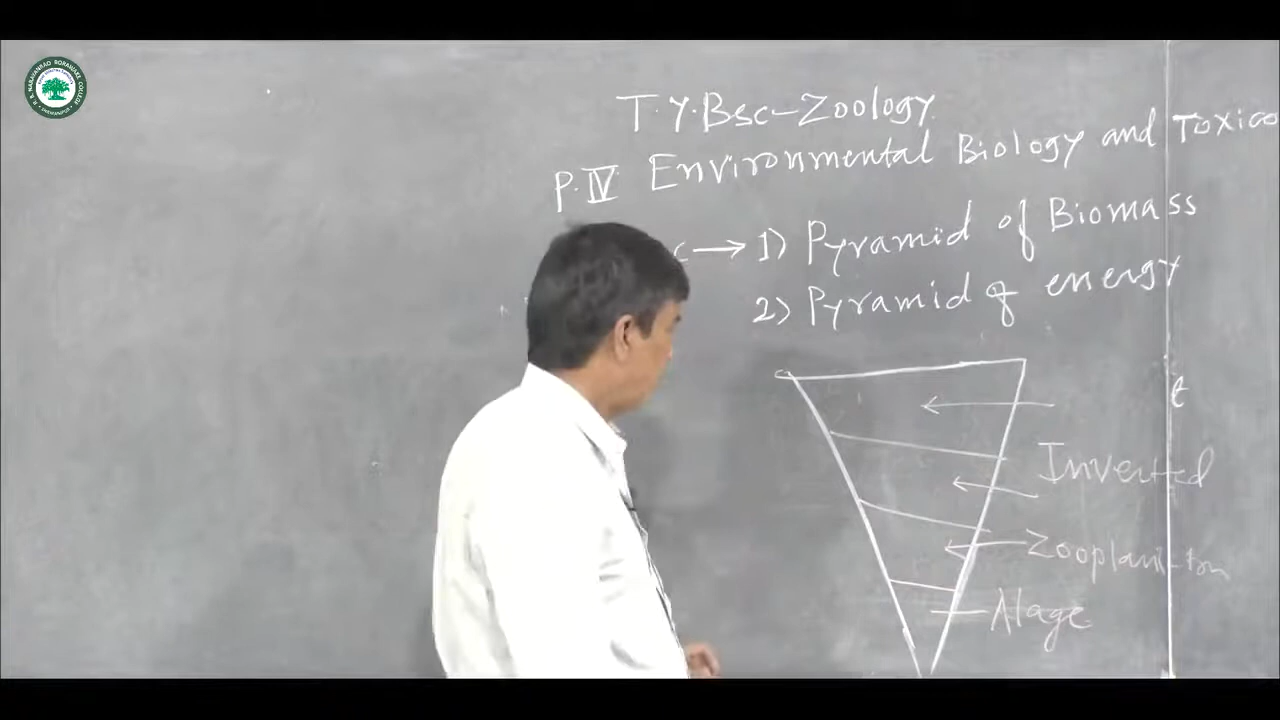 T.Y.Bsc-Zoology
P.IV Environmental Biology and Toxico
c → 1) Pyramid of Biomass
2) Pyramid of energy
t
Inverted
Zooplankton
Alage